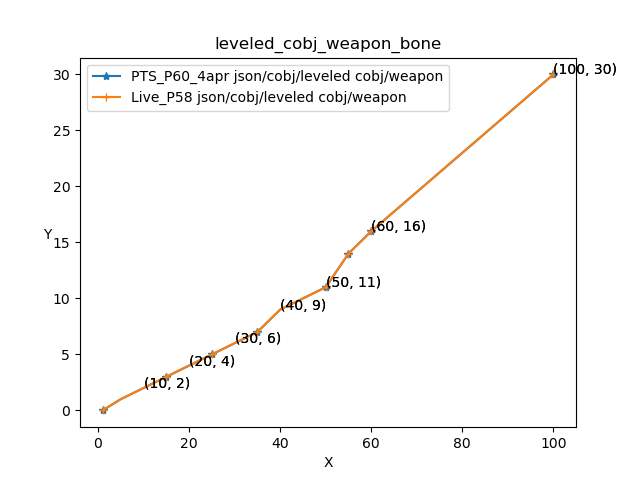 leveled_cobj_weapon_bone
PTS_P60_4apr json/cobj/leveled cobj/weapon
Live_P58 json/cobj/leveled cobj/weapon
(100, 30)
(60, 16)
(50, 11)
(40, 9)
(30, 6)
(20, 4)
(10, 2)
Y
30
25
20
15
10
5
0
0 20 40 60 80 100
X